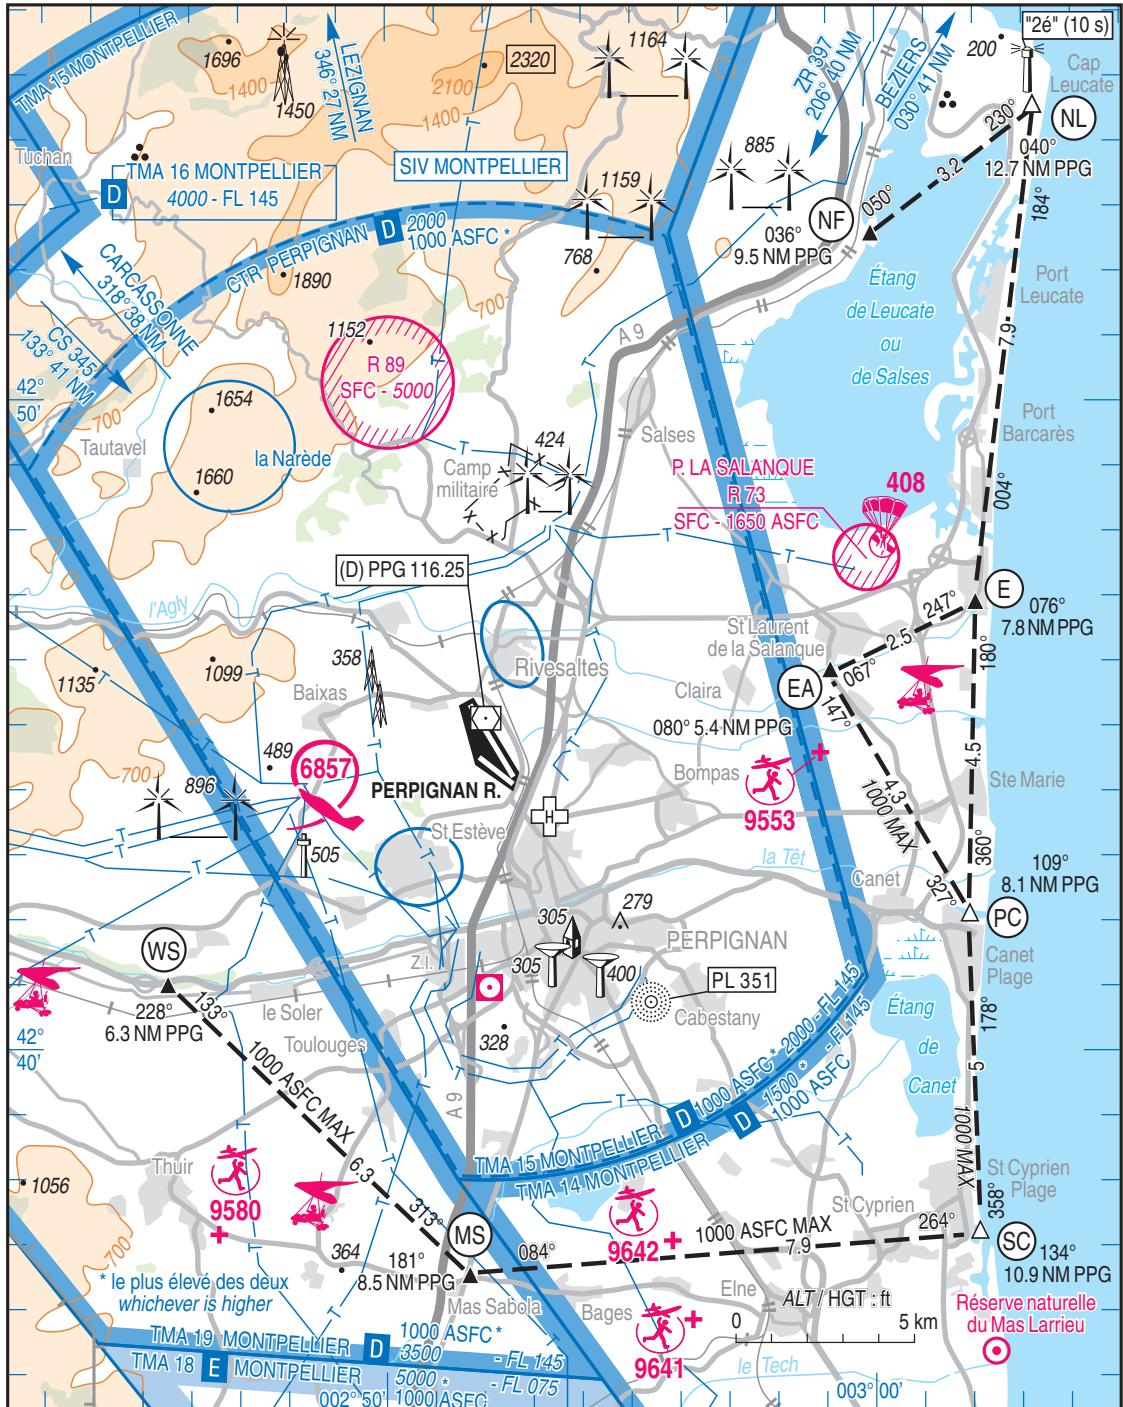 TMA 15 MONTPELLIER
1696
1400
1450
LEZIGNAN
346° 27 NM
2100
2320
1400
1164
ZR 397
206° 40 NM
BEZIERS
030° 41 NM
200
"2é" (10 s)
Cap
Leucate
NL
230°
040°
12.7 NM PPG
3.2
184°
050°
Tuchan
D
TMA 16 MONTPELLIER
4000 - FL 145
SIV MONTPELLIER
885
1159
NF
036°
9.5 NM PPG
CTR PERPIGNAN
D
2000
1000 ASFC *
768
700
1890
CARCASSONNE
318° 38 NM
CS 345
133° 41 NM
Étang
de Leucate
ou
de Salses
Port
Leucate
7.9
1152
R 89
SFC - 5000
A 9
42°
50'
700
1654
Tautavel
la Narède
1660
Camp
militaire
424
Salses
Port
Barcarès
P. LA SALANQUE
R 73
SFC - 1650 ASFC
408
004°
(D) PPG 116.25
l'Agly
E
076°
7.8 NM PPG
247°
2.5
180°
St Laurent
de la Salanque
067°
EA
147°
358
1099
1135
Baixas
Rivesaltes
Claira
080° 5.4 NM PPG
489
700
6857
896
PERPIGNAN R.
Bompas
9553
4.3
1000 MAX
4.5
Ste Marie
505
St Estève
H
la Têt
Canet
327°
360°
109°
8.1 NM PPG
PC
279
305
305
400
PERPIGNAN
Canet
Plage
WS
228°
6.3 NM PPG
133°
Z.I.
le Soler
PL 351
Cabestany
Toulouges
328
42°
40'
Étang
de
Canet
178°
5
1000 ASFC * 2000 - FL 145
1500 * - FL 145
1000 ASFC
D
D
TMA 15 MONTPELLIER
TMA 14 MONTPELLIER
A 9
1000 ASFC MAX
6.3
313°
1000 MAX
358°
Thuir
1056
9580
700
364
MS
181°
8.5 NM PPG
084°
9642
1000 ASFC MAX
7.9
St Cyprien
264°
St Cyprien
Plage
SC
134°
10.9 NM PPG
* le plus élevé des deux
whichever is higher
Mas Sabola
Bages
Elne
ALT / HGT : ft
0
5 km
Réserve naturelle
du Mas Larrieu
9641
le Tech
TMA 19 MONTPELLIER
D
1000 ASFC *
3500
- FL 145
TMA 18
E
MONTPELLIER
5000 *
1000 ASFC
- FL 075
002° 50'
003° 00'